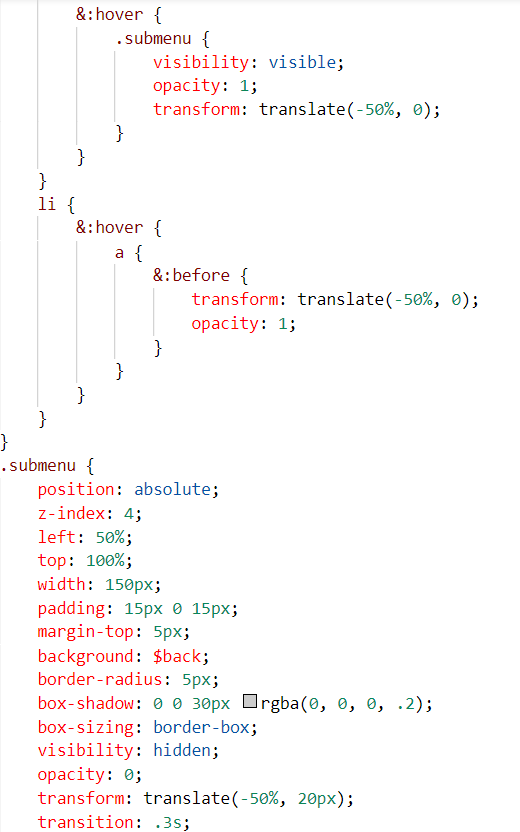 &:hover {
.submenu {
visibility: visible;
opacity: 1;
transform: translate(-50%, 0);
}
}
}
li {
&:hover {
a {
&:before {
transform: translate(-50%, 0);
opacity: 1;
}
}
}
}
}
.submenu {
position: absolute;
z-index: 4;
left: 50%;
top: 100%;
width: 150px;
padding: 15px 0 15px;
margin-top: 5px;
background: $back;
border-radius: 5px;
box-shadow: 0 0 30px rgba(0, 0, 0, .2);
box-sizing: border-box;
visibility: hidden;
opacity: 0;
transform: translate(-50%, 20px);
transition: .3s;